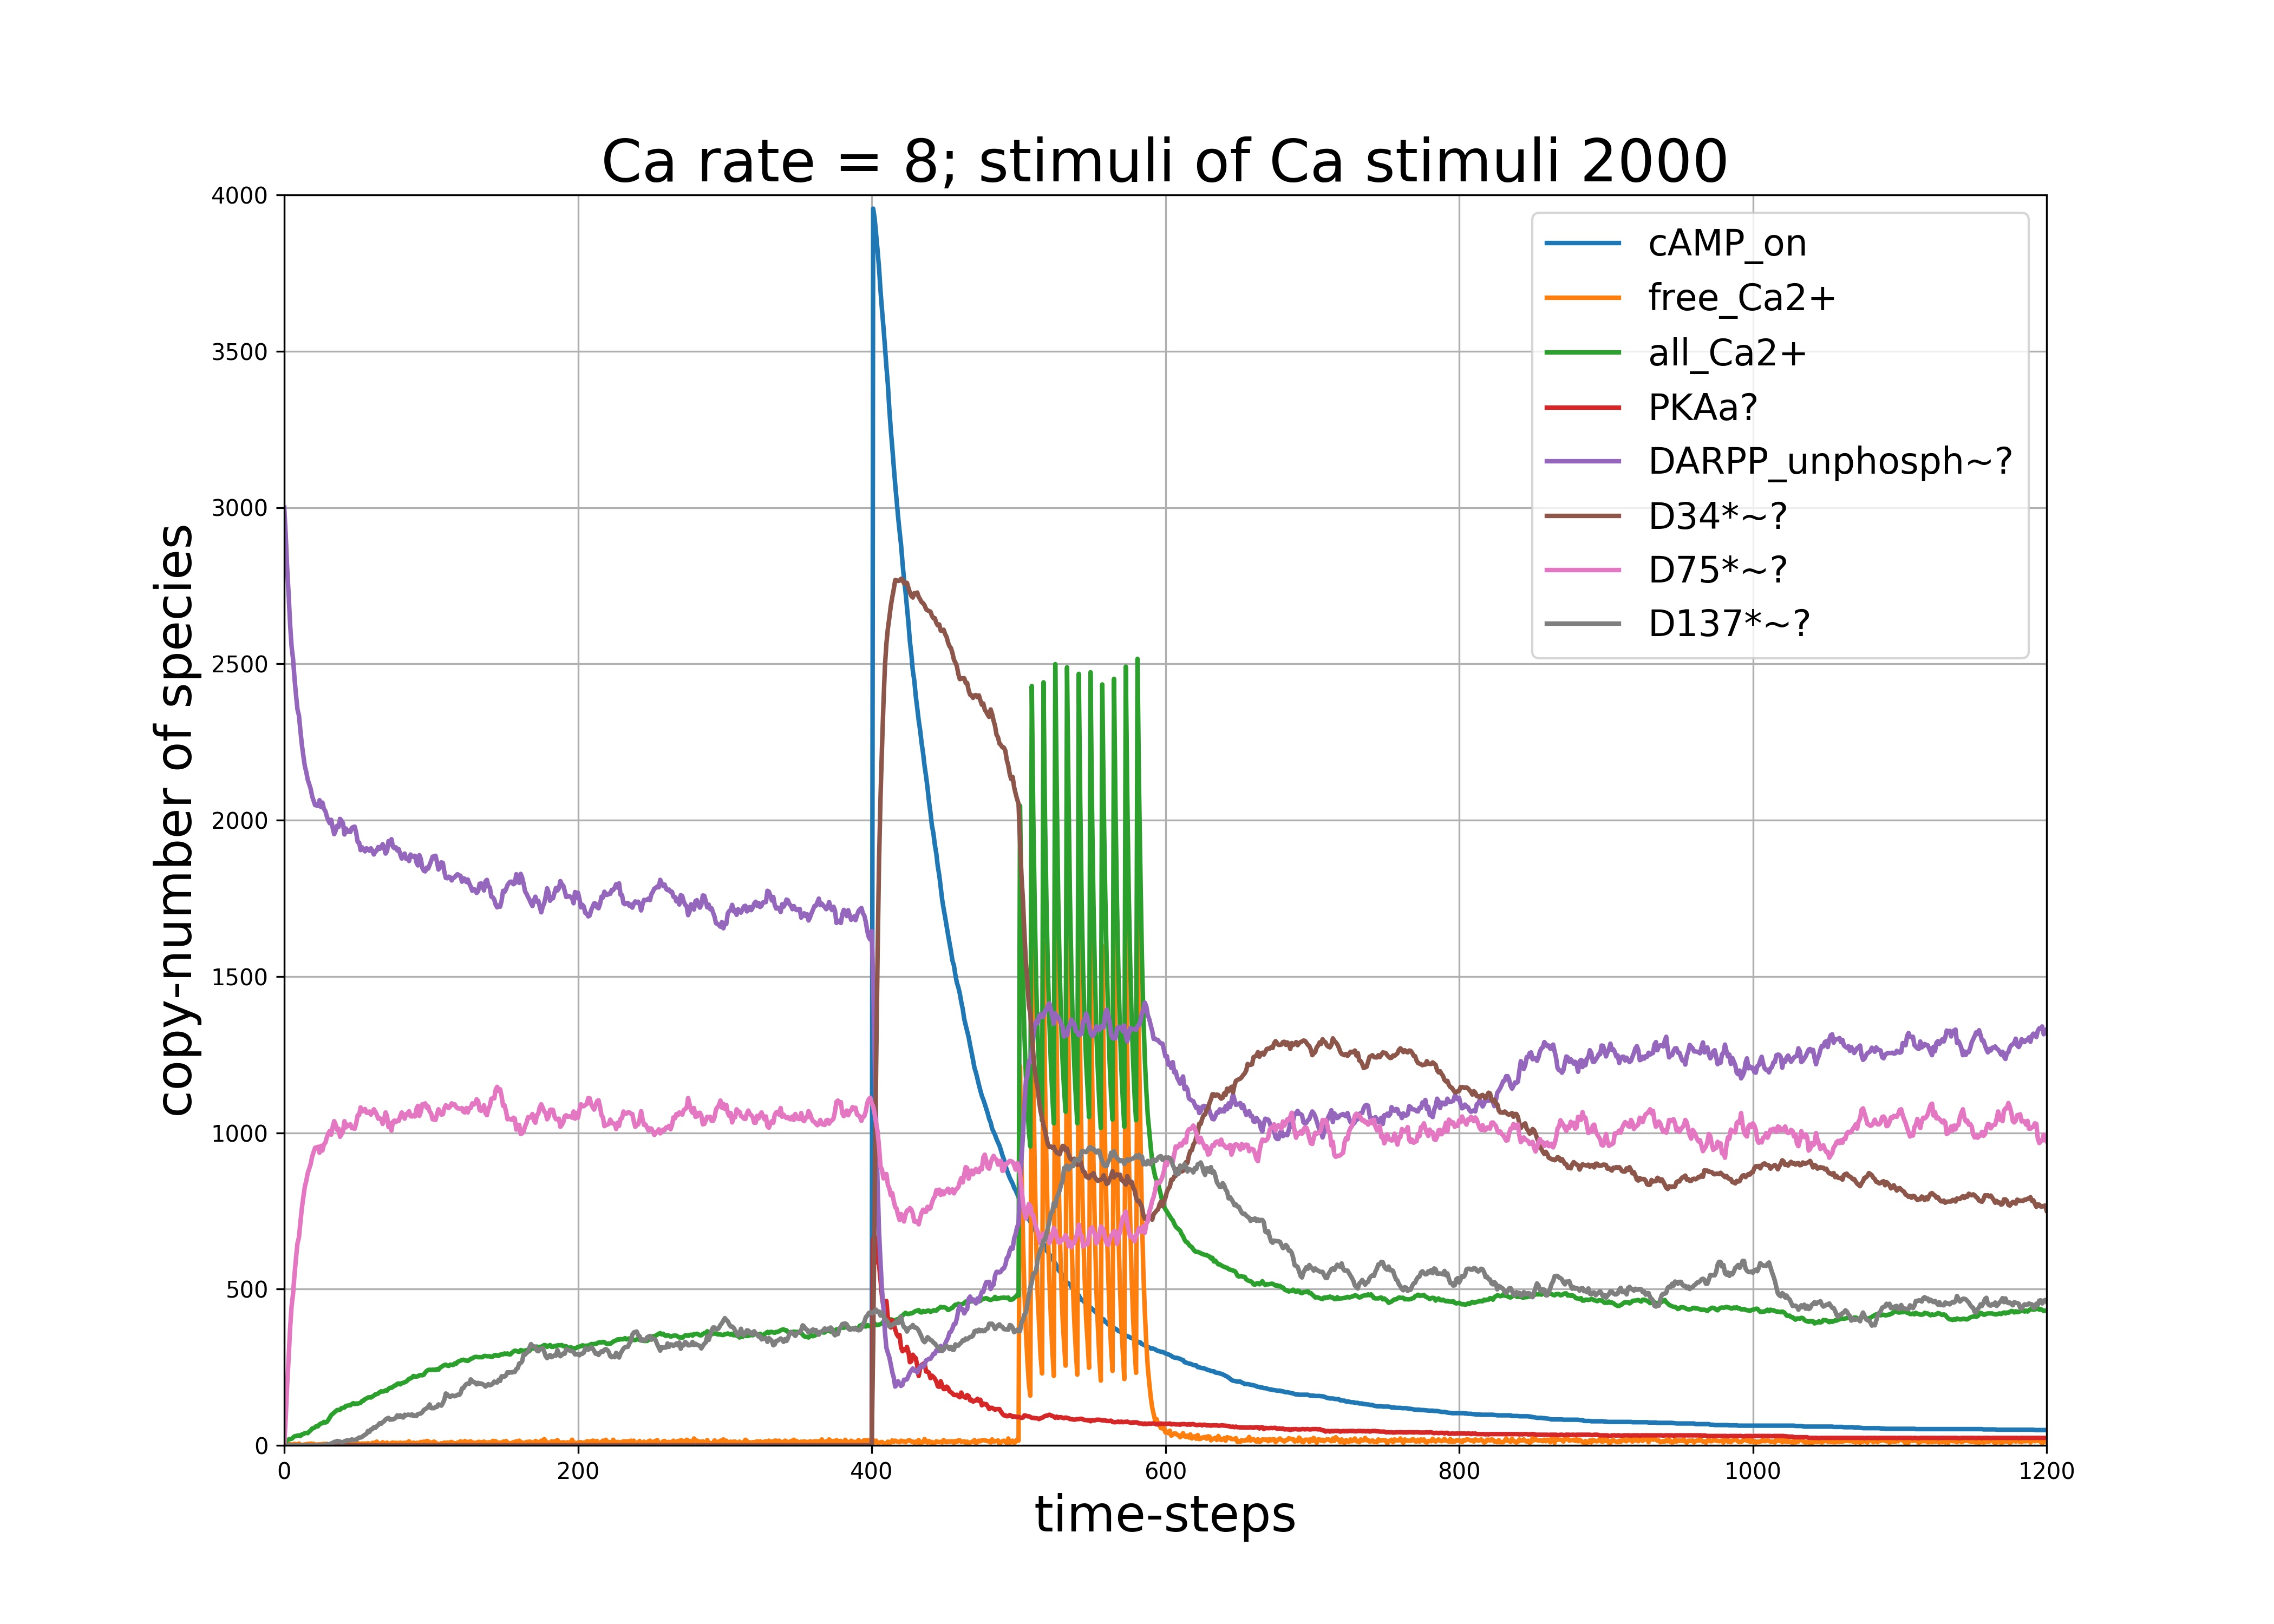 Ca rate = 8; stimuli of Ca stimuli 2000
copy-number of species
4000
3500
3000
2500
2000
1500
1000
500
0
cAMP_on
free_Ca2+
all_Ca2+
PKAa?
DARPP_unphosph~?
D34*~?
D75*~?
D137*~?
0 200 400 600 800 1000 1200
time-steps